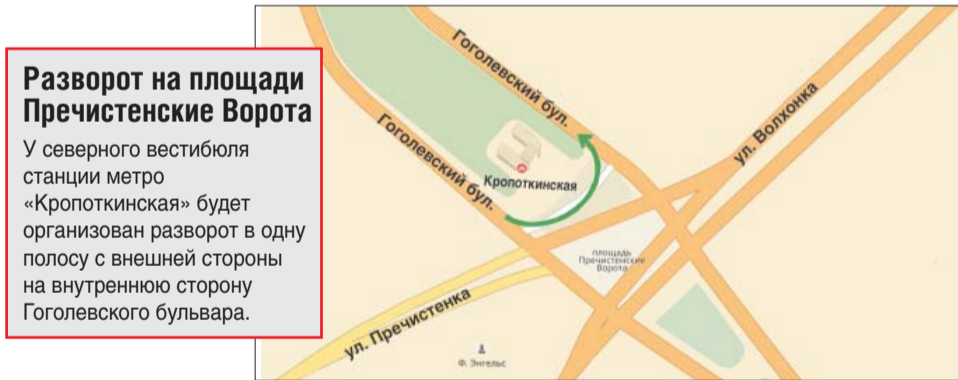 Разворот на площади
Пречистенские Ворота
У северного вестибюля
станции метро
«Кропоткинская» будет
организован разворот в одну
полосу с внешней стороны
на внутреннюю сторону
Гоголевского бульвара.
Гоголевский бул.
Гоголевский бул.
ул. Волхонка
Кропоткинская
площадь
Пречистенские
Ворота
ул. Пречистенка
Ф. Энгельс